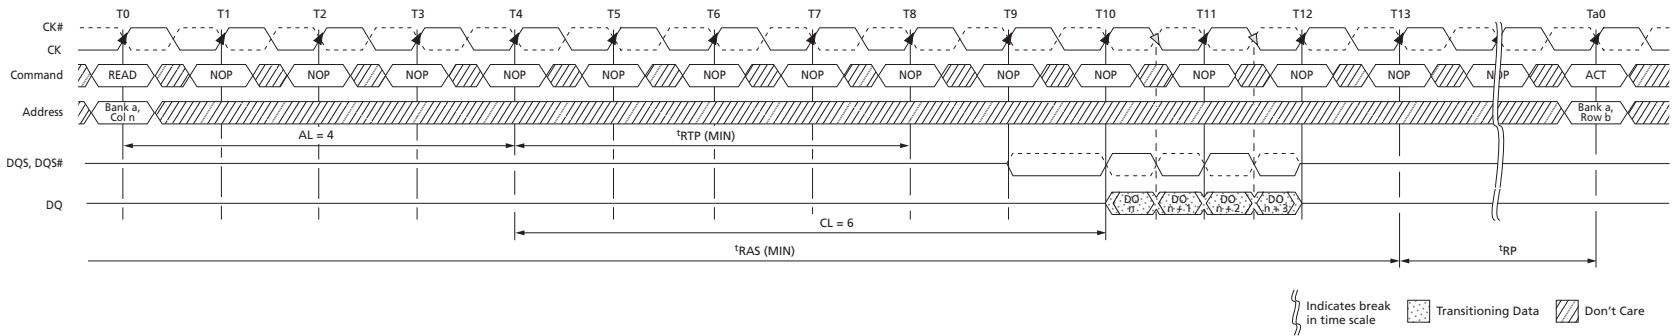 T0 T1 T2 T3 T4 T5 T6 T7 T8 T9 T10 T11 T12 T13 Ta0
CK#
CK
Command READ NOP NOP NOP NOP NOP NOP NOP NOP NOP NOP NOP NOP NOP NOP ACT
Address Bank a, Col n Bank a, Row b
AL = 4 tRTP (MIN)
DQS, DQS#
DQ DO n DO n + 1 DO n + 2 DO n + 3
CL = 6
tRAS (MIN) tRP
Indicates break in time scale Transitioning Data Don't Care